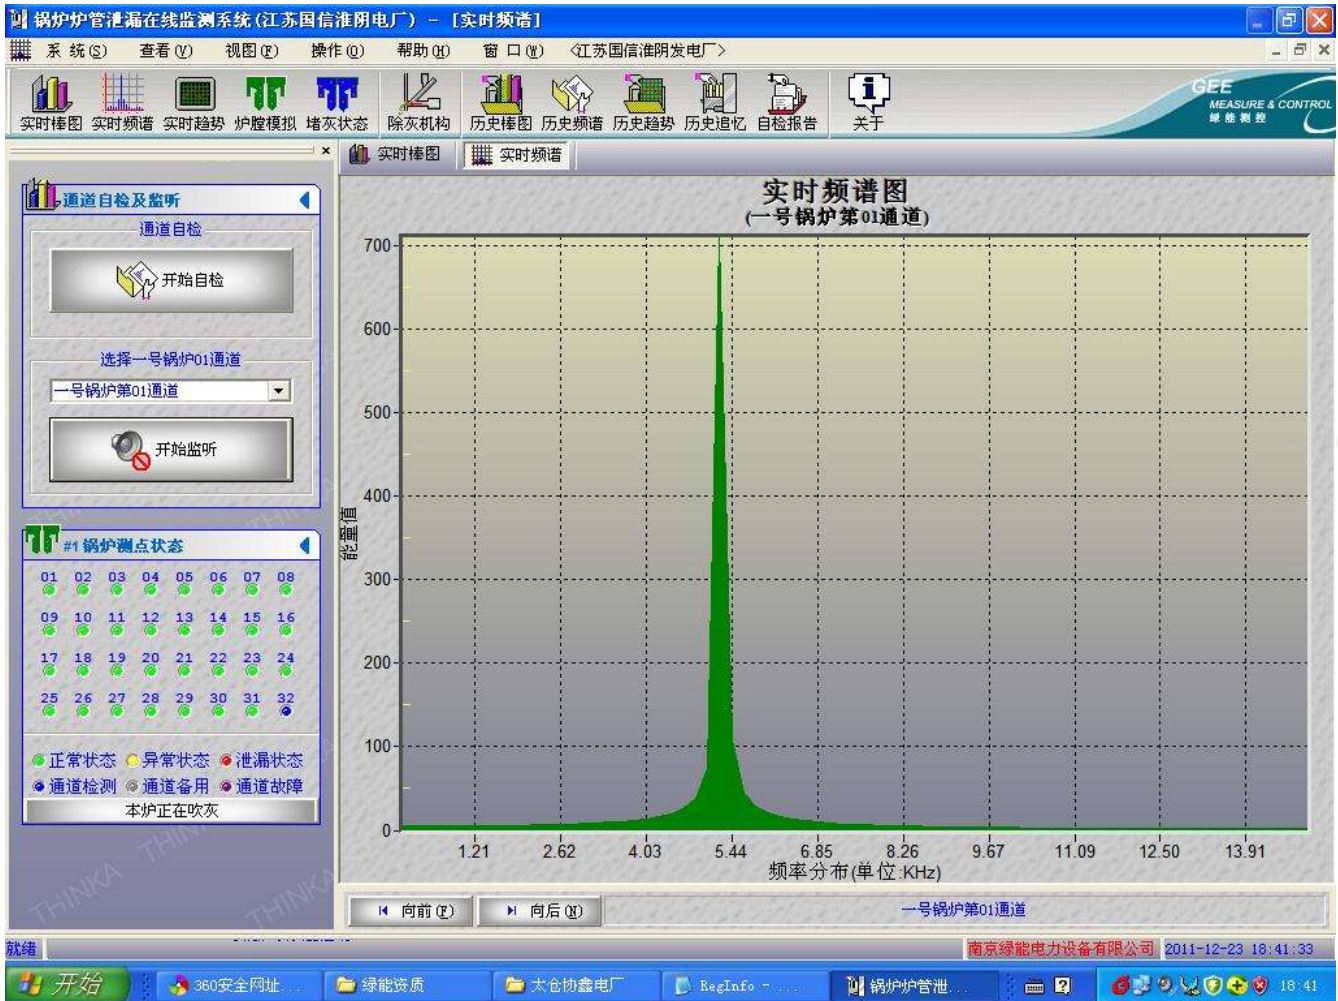 锅炉炉管泄漏在线监测系统(江苏国信淮阴电厂) - [实时频谱]
系 统(S) 查看(V) 视图(F) 操作(O) 帮助(H) 窗 口(W) 《江苏国信淮阴发电厂》
实时棒图 实时频谱 实时趋势 炉膛模拟 堵灰状态 除灰机构 历史棒图 历史频谱 历史趋势 历史追忆 自检报告 关于
GEE
MEASURE & CONTROL
绿能测控
实时棒图 实时频谱
通道自检及监听
通道自检
开始自检
选择一号锅炉01通道
一号锅炉第01通道
开始监听
#1 锅炉测点状态
01 02 03 04 05 06 07 08
09 10 11 12 13 14 15 16
17 18 19 20 21 22 23 24
25 26 27 28 29 30 31 32
正常状态 异常状态 泄漏状态
通道检测 通道备用 通道故障
本炉正在吹灰
THINKA
THINKA
实时频谱图
(一号锅炉第01通道)
700
600
500
400
300
200
100
0
能量值
1.21 2.62 4.03 5.44 6.85 8.26 9.67 11.09 12.50 13.91
频率分布(单位:KHz)
向前(P) 向后(N) 一号锅炉第01通道
就绪 南京绿能电力设备有限公司 2011-12-23 18:41:33
开始 360安全网址... 绿能资质 太仓协鑫电厂 RegInfo - ... 锅炉炉管泄... 18:41